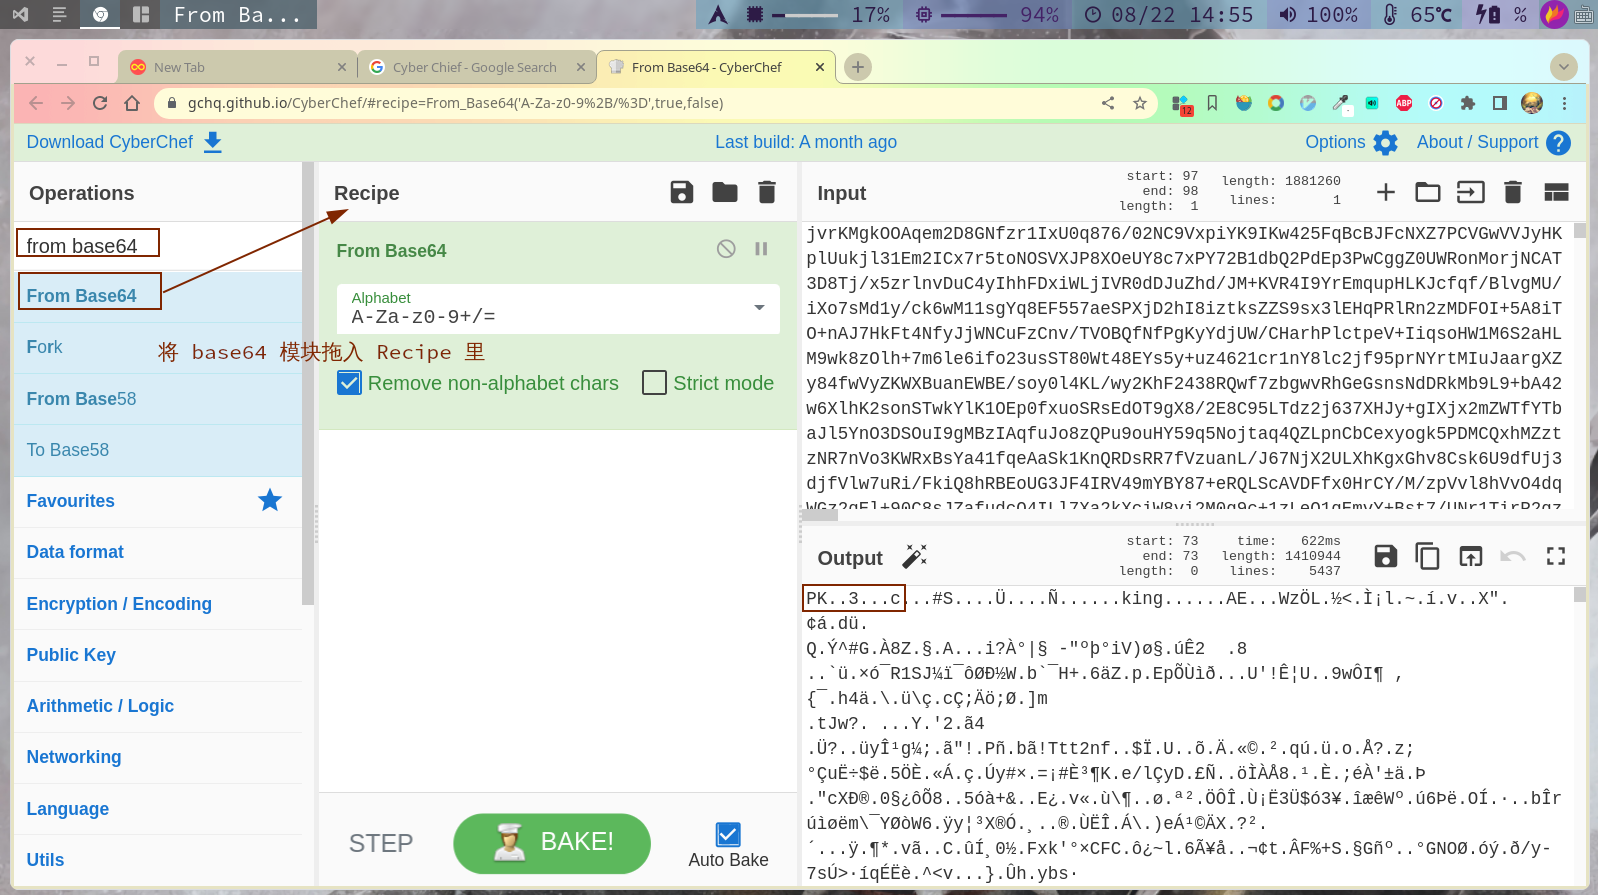 From Ba...
17%
94%
08/22 14:55
100%
65℃
%
New Tab
Cyber Chief - Google Search
From Base64 - CyberChef
gchq.github.io/CyberChef/#recipe=From_Base64('A-Za-z0-9%2B/%3D',true,false)
12
ABP
Download CyberChef
Last build: A month ago
Options
About / Support
Operations
from base64
From Base64
Fork
From Base58
To Base58
Favourites
Data format
Encryption / Encoding
Public Key
Arithmetic / Logic
Networking
Language
Utils
将 base64 模块拖入 Recipe 里
Recipe
From Base64
Alphabet
A-Za-z0-9+/=
Remove non-alphabet chars
Strict mode
STEP
BAKE!
Auto Bake
Input
start: 97
end: 98
length: 1
length: 1881260
lines: 1
jvrKMgkOOAqem2D8GNfzr1IxU0q876/02NC9VxpiYK9IKw425FqBcBJFcNXZ7PCVGwVVJyHK
plUukjl31Em2ICx7r5toNOSVXJP8XOeUY8c7xPY72B1dbQ2PdEp3PwCggZ0UWRonMorjNCAT
3D8Tj/x5zrlnvDuC4yIhhFDxiWLjIVR0dDJuZhd/JM+KVR4I9YrEmqupHLKJcfqf/BlvgMU/
iXo7sMd1y/ck6wM11sgYq8EF557aeSPXjD2hI8iztksZZS9sx3lEHqPRlRn2zMDFOI+5A8iT
O+nAJ7HkFt4NfyJjWNCuFzCnv/TVOBQfNfPgKyYdjUW/CHarhPlctpeV+IiqsoHW1M6S2aHL
M9wk8zOlh+7m6le6ifo23usST80Wt48EYs5y+uz4621cr1nY8lc2jf95prNYrtMIuJaargXZ
y84fwVyZKWXBuanEWBE/soy0l4KL/wy2KhF2438RQwf7zbgwvRhGeGsnsNdDRkMb9L9+bA42
w6XlhK2sonSTwkYlK1OEp0fxuoSRsEdOT9gX8/2E8C95LTdz2j637XHJy+gIXjx2mZWTfYTb
aJl5YnO3DSOuI9gMBzIAqfuJo8zQPu9ouHY59q5Nojtaq4QZLpnCbCexyogk5PDMCQxhMZzt
zNR7nVo3KWRxBsYa41fqeAaSk1KnQRDsRR7fVzuanL/J67NjX2ULXhKgxGhv8Csk6U9dfUj3
djfVlw7uRi/FkiQ8hRBEoUG3JF4IRV49mYBY87+eRQLScAVDFfx0HrCY/M/zpVvl8hVvO4dq
Output
start: 73
end: 73
length: 0
time: 622ms
length: 1410944
lines: 5437
PK..3...c...#S....Ü....Ñ......king......AE...WzÖL.½<.Ì¡l.~.í.v..X".
¢á.dü.
Q.Ý^#G.À8Z.§.A...i?À°|§ -"ºþ°iV)ø§.úÊ2  .8
..`ü.×ó¯R1SJ¼ï¯ôØÐ½W.b`¯H+.6äZ.p.EpÕÙìð...U'!Ê¦U..9wÔI¶ ,
{¯.h4ä.\.ü\ç.cÇ;Äö;Ø.]m
.tJw?. ...Y.'2.ã4
.Ü?..üyÎ¹g¼;.ã"!.Pñ.bã!Ttt2nf..$Ï.U..õ.Ä.«©.².qú.ü.o.Å?.z;
°ÇuË÷$ë.5ÖÈ.«Á.ç.Úy#×.=¡#È³¶K.e/lÇyD.£Ñ..öÌÀÅ8.¹.È.;éÀ'±ä.Þ
."cXÐ®.0§¿ôÕ8..5óà+&..E¿.v«.ù\¶..ø.ª².ÖÔÎ.Ù¡Ë3Ü$ó3¥.îæêWº.ú6Þë.OÍ.·..bÎr
úìøëm\¯YØòW6.ÿy¦³X®Ó.¸..®.ÙËÎ.Á\.)eÁ¹©ÄX.?².
´...ÿ.¶*.vã..C.ûÍ¸0½.Fxk'°×CFC.ô¿~l.6Ã¥å..¬¢t.ÂF%+S.§Gñº..°GNOØ.óý.ð/y-
7sÚ>·íqÉËè.^<v...}.Ûh.ybs·